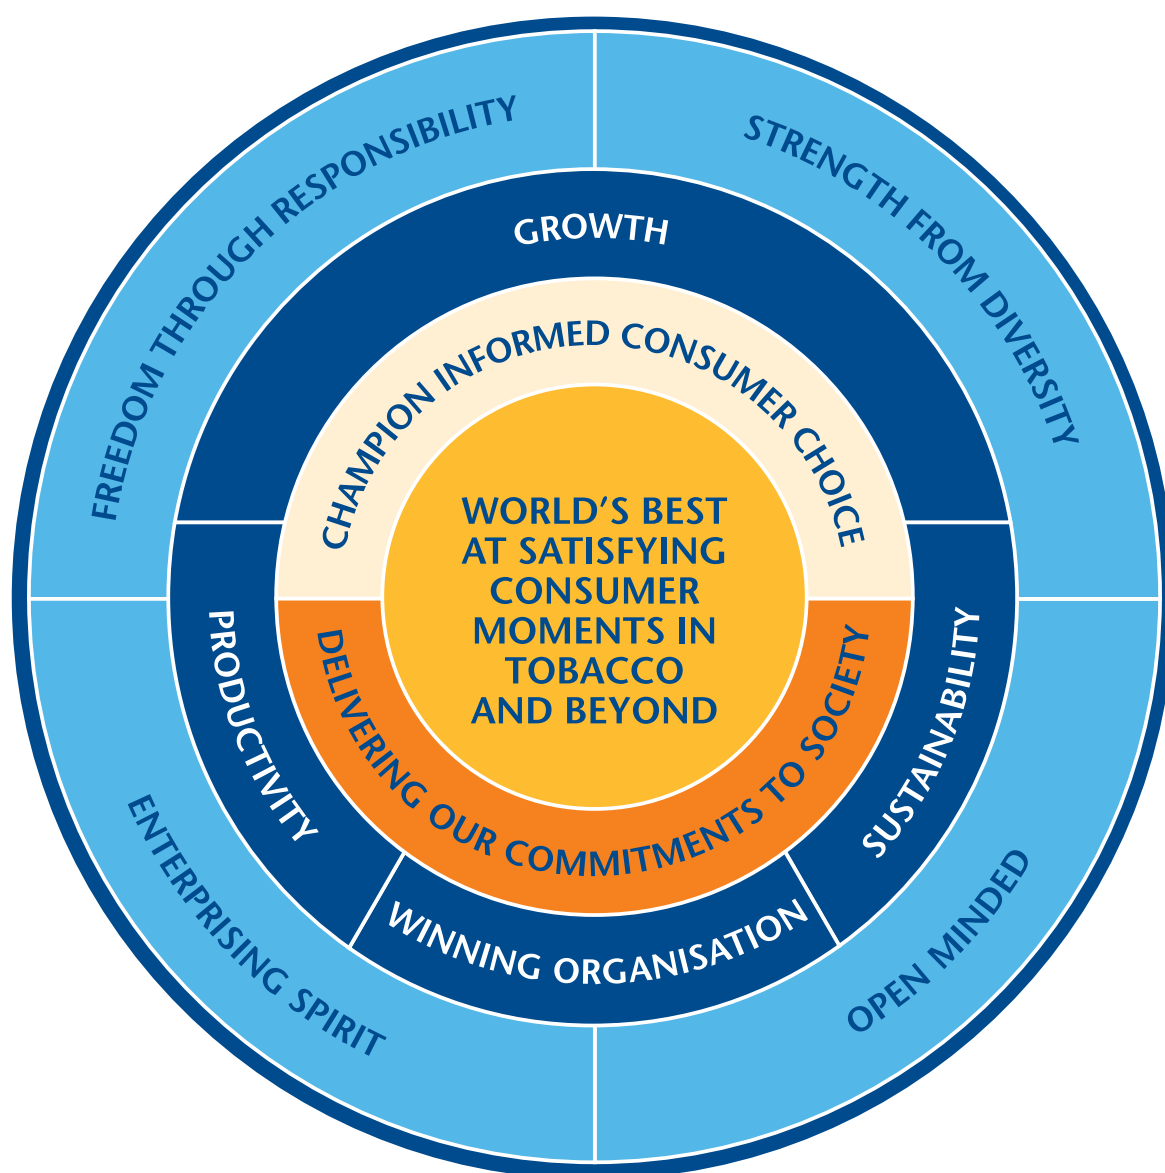 FREEDOM THROUGH RESPONSIBILITY
STRENGTH FROM DIVERSITY
GROWTH
CHAMPION INFORMED CONSUMER CHOICE
WORLD’S BEST
AT SATISFYING
CONSUMER
MOMENTS IN
TOBACCO
AND BEYOND
DELIVERING OUR COMMITMENTS TO SOCIETY
PRODUCTIVITY
WINNING ORGANISATION
SUSTAINABILITY
ENTERPRISING SPIRIT
OPEN MINDED